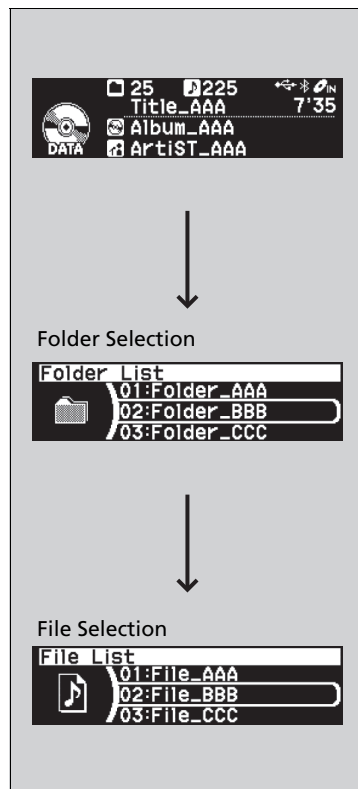 25 225 IN
Title_AAA 7'35
Album_AAA
DATA ArtiST_AAA
Folder Selection
Folder List
01:Folder_AAA
02:Folder_BBB
03:Folder_CCC
File Selection
File List
01:File_AAA
02:File_BBB
03:File_CCC